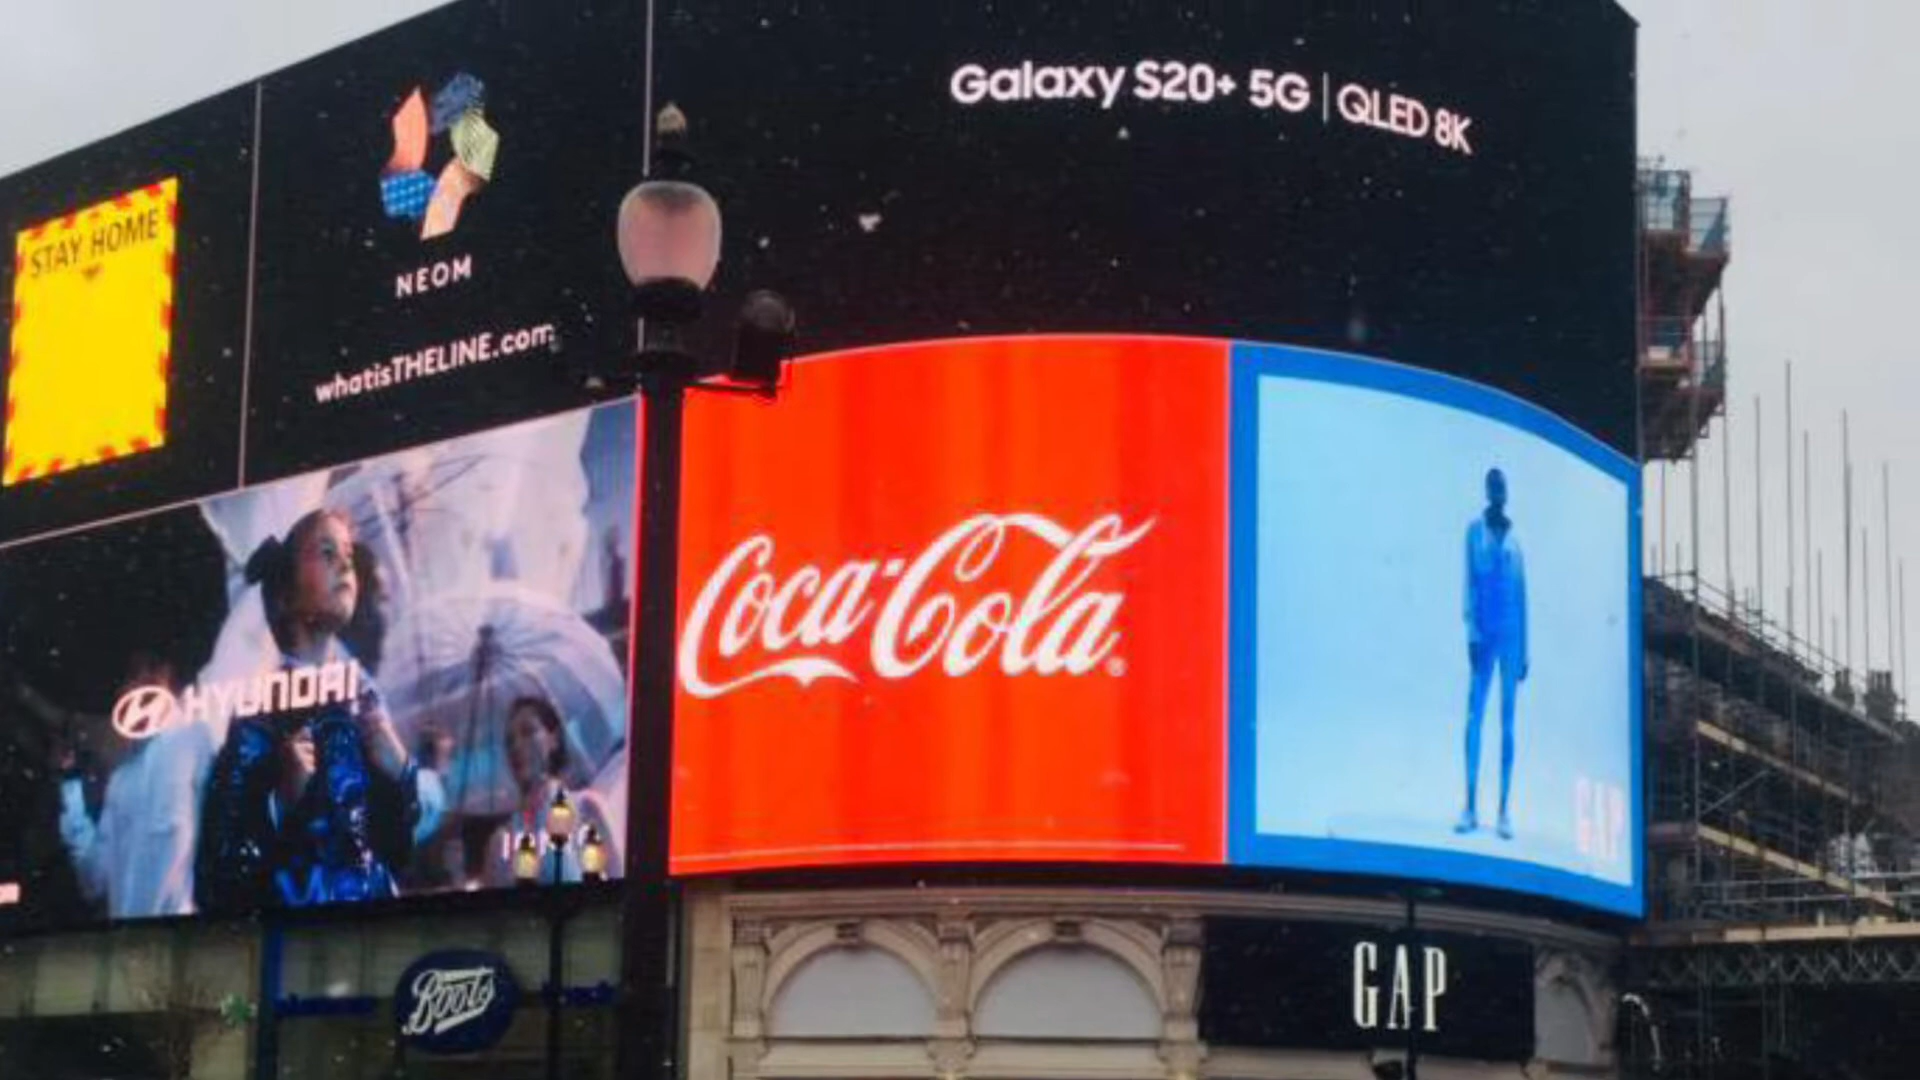 Galaxy S20+ 5G | QLED 8K
STAY HOME
NEOM
whatisTHELINE.com
Coca-Cola
HYUNDAI
GAP
Boots
GAP